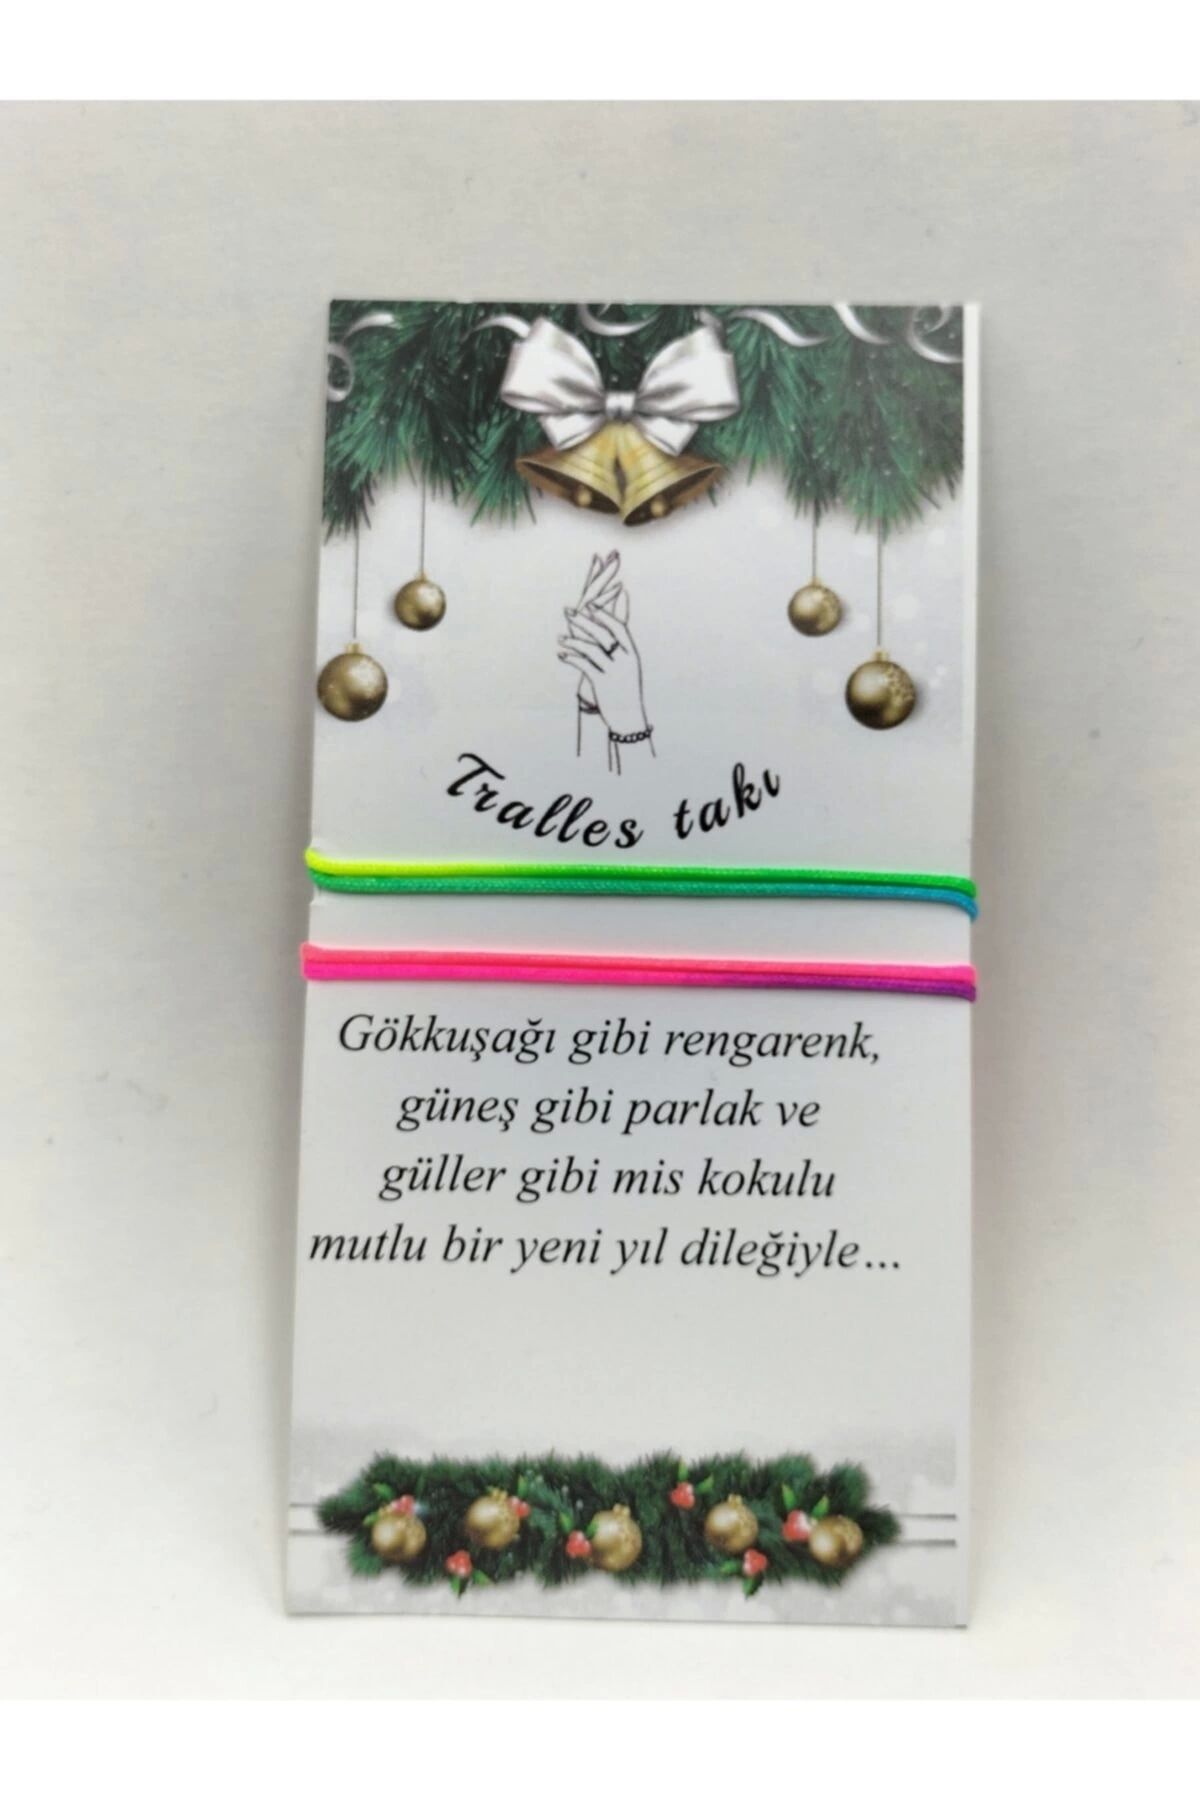 Tralles takı
Gökkuşağı gibi rengarenk,
güneş gibi parlak ve
güller gibi mis kokulu
mutlu bir yeni yıl dileğiyle...